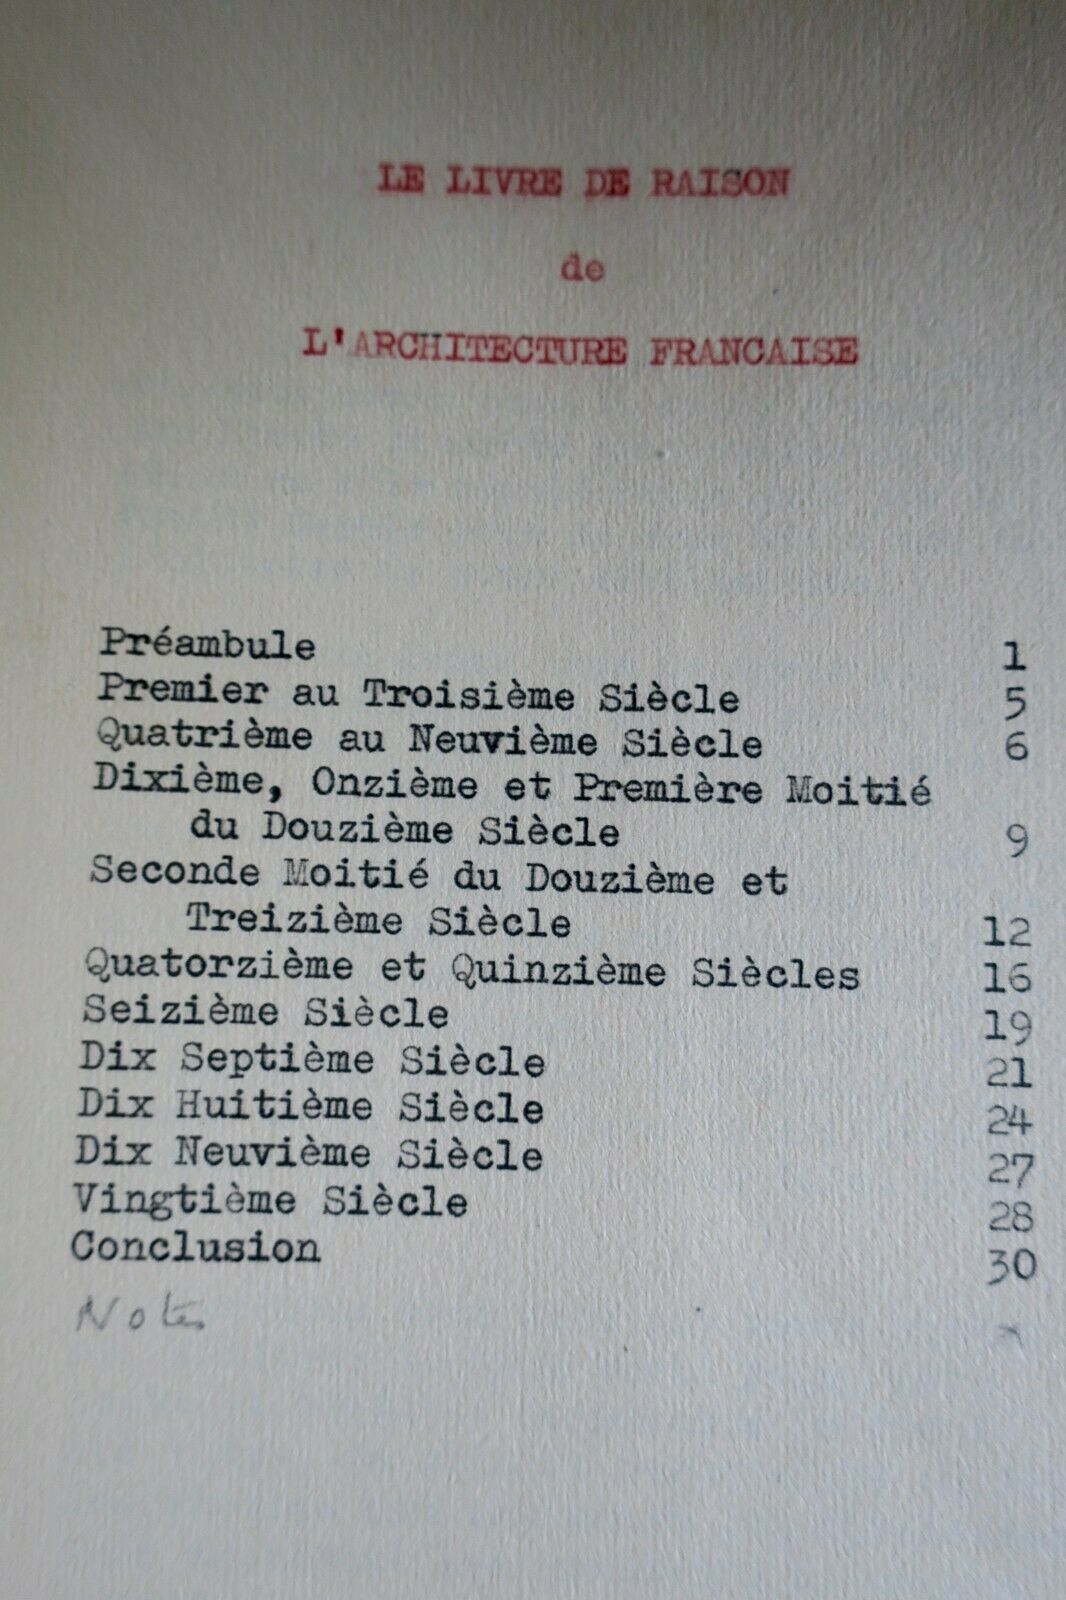 LE LIVRE DE RAISON
de
L'ARCHITECTURE FRANCAISE
Préambule 1
Premier au Troisième Siècle 5
Quatrième au Neuvième Siècle 6
Dixième, Onzième et Première Moitié
du Douzième Siècle 9
Seconde Moitié du Douzième et
Treizième Siècle 12
Quatorzième et Quinzième Siècles 16
Seizième Siècle 19
Dix Septième Siècle 21
Dix Huitième Siècle 24
Dix Neuvième Siècle 27
Vingtième Siècle 28
Conclusion 30
Notes